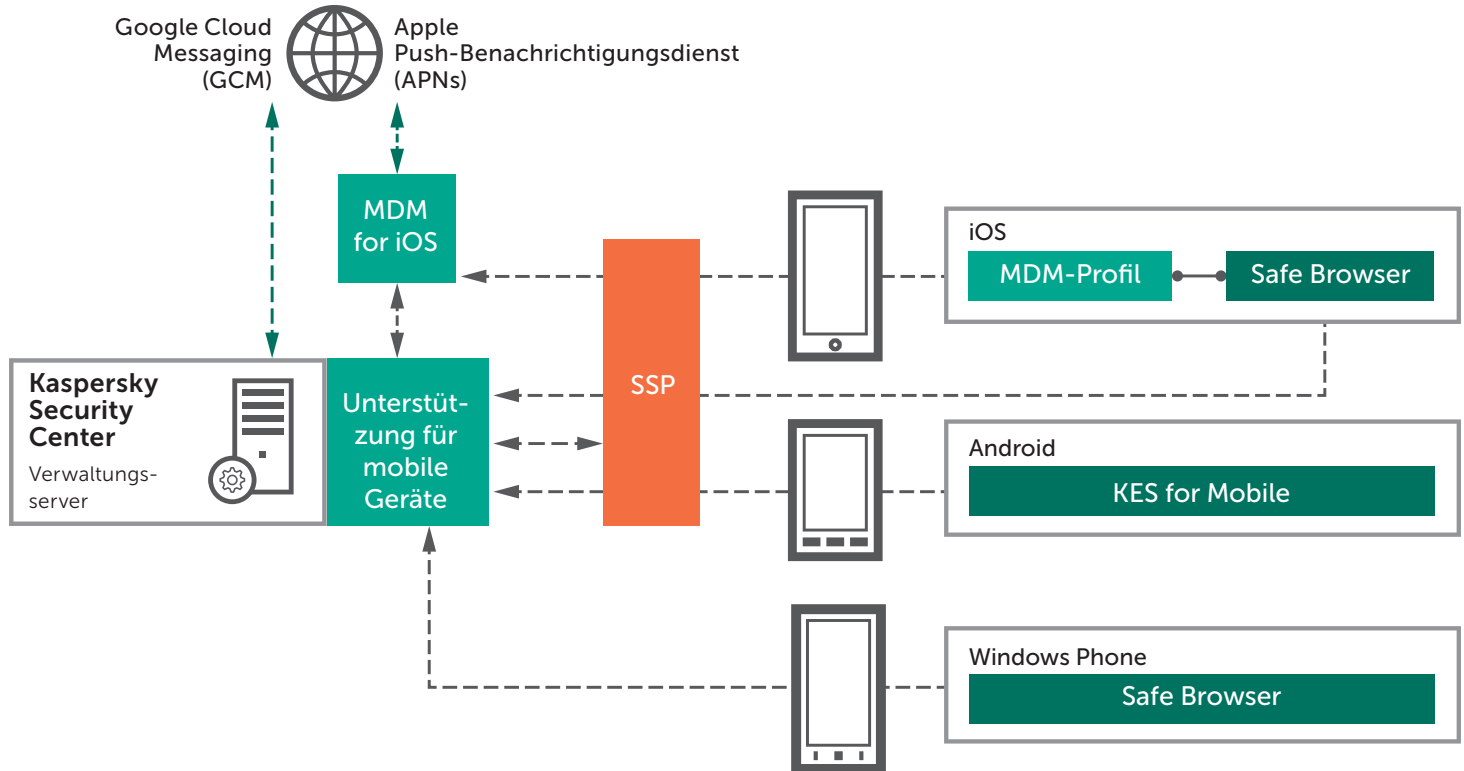 Google Cloud
Messaging
(GCM)
Apple
Push-Benachrichtigungsdienst
(APNs)
MDM
for iOS
iOS
MDM-Profil
Safe Browser
Kaspersky
Security
Center
Verwaltungs-
server
Unterstüt-
zung für
mobile
Geräte
SSP
Android
KES for Mobile
Windows Phone
Safe Browser